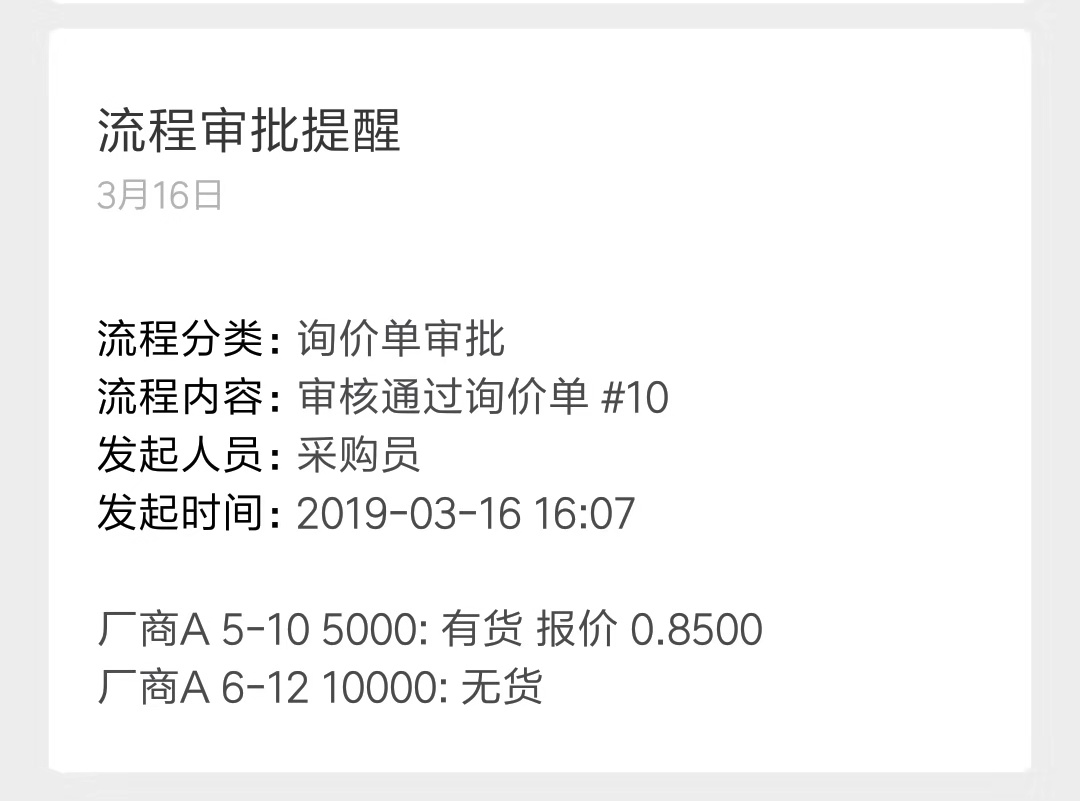 流程审批提醒
3月16日
流程分类：询价单审批
流程内容：审核通过询价单 #10
发起人员：采购员
发起时间：2019-03-16 16:07
厂商A 5-10 5000: 有货 报价 0.8500
厂商A 6-12 10000: 无货